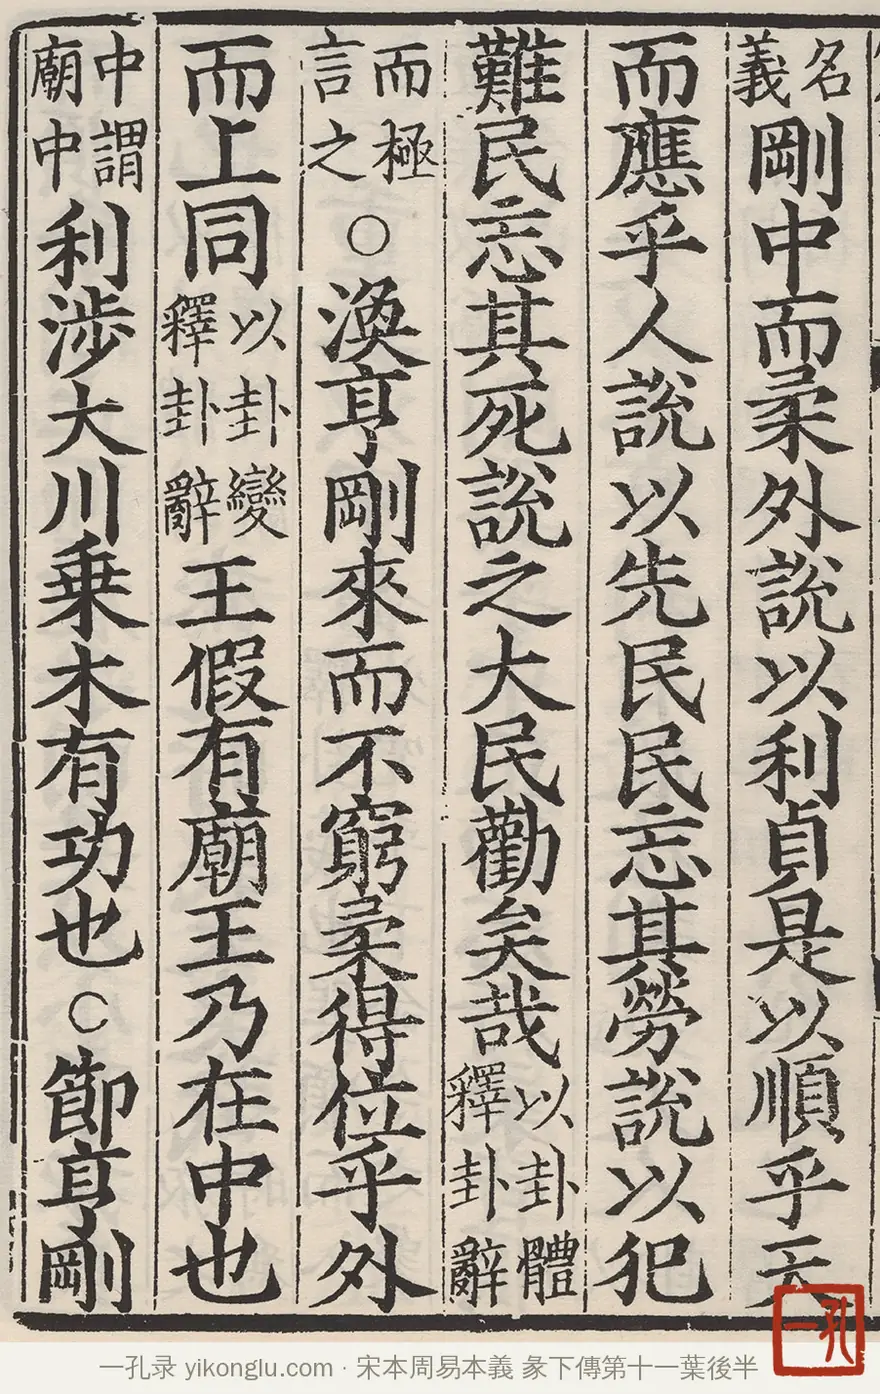 名義剛中而柔外說以利貞是以順乎天
而應乎人說以先民民忘其勞說以犯
難民忘其死說之大民勸矣哉以卦體釋卦辭
而極言之○渙亨剛來而不窮柔得位乎外
而上同以卦變釋卦辭王假有廟王乃在中也
中謂廟中利涉大川乗木有功也○節亨剛
一孔
一孔录 yikonglu.com · 宋本周易本義 彖下傳第十一葉後半